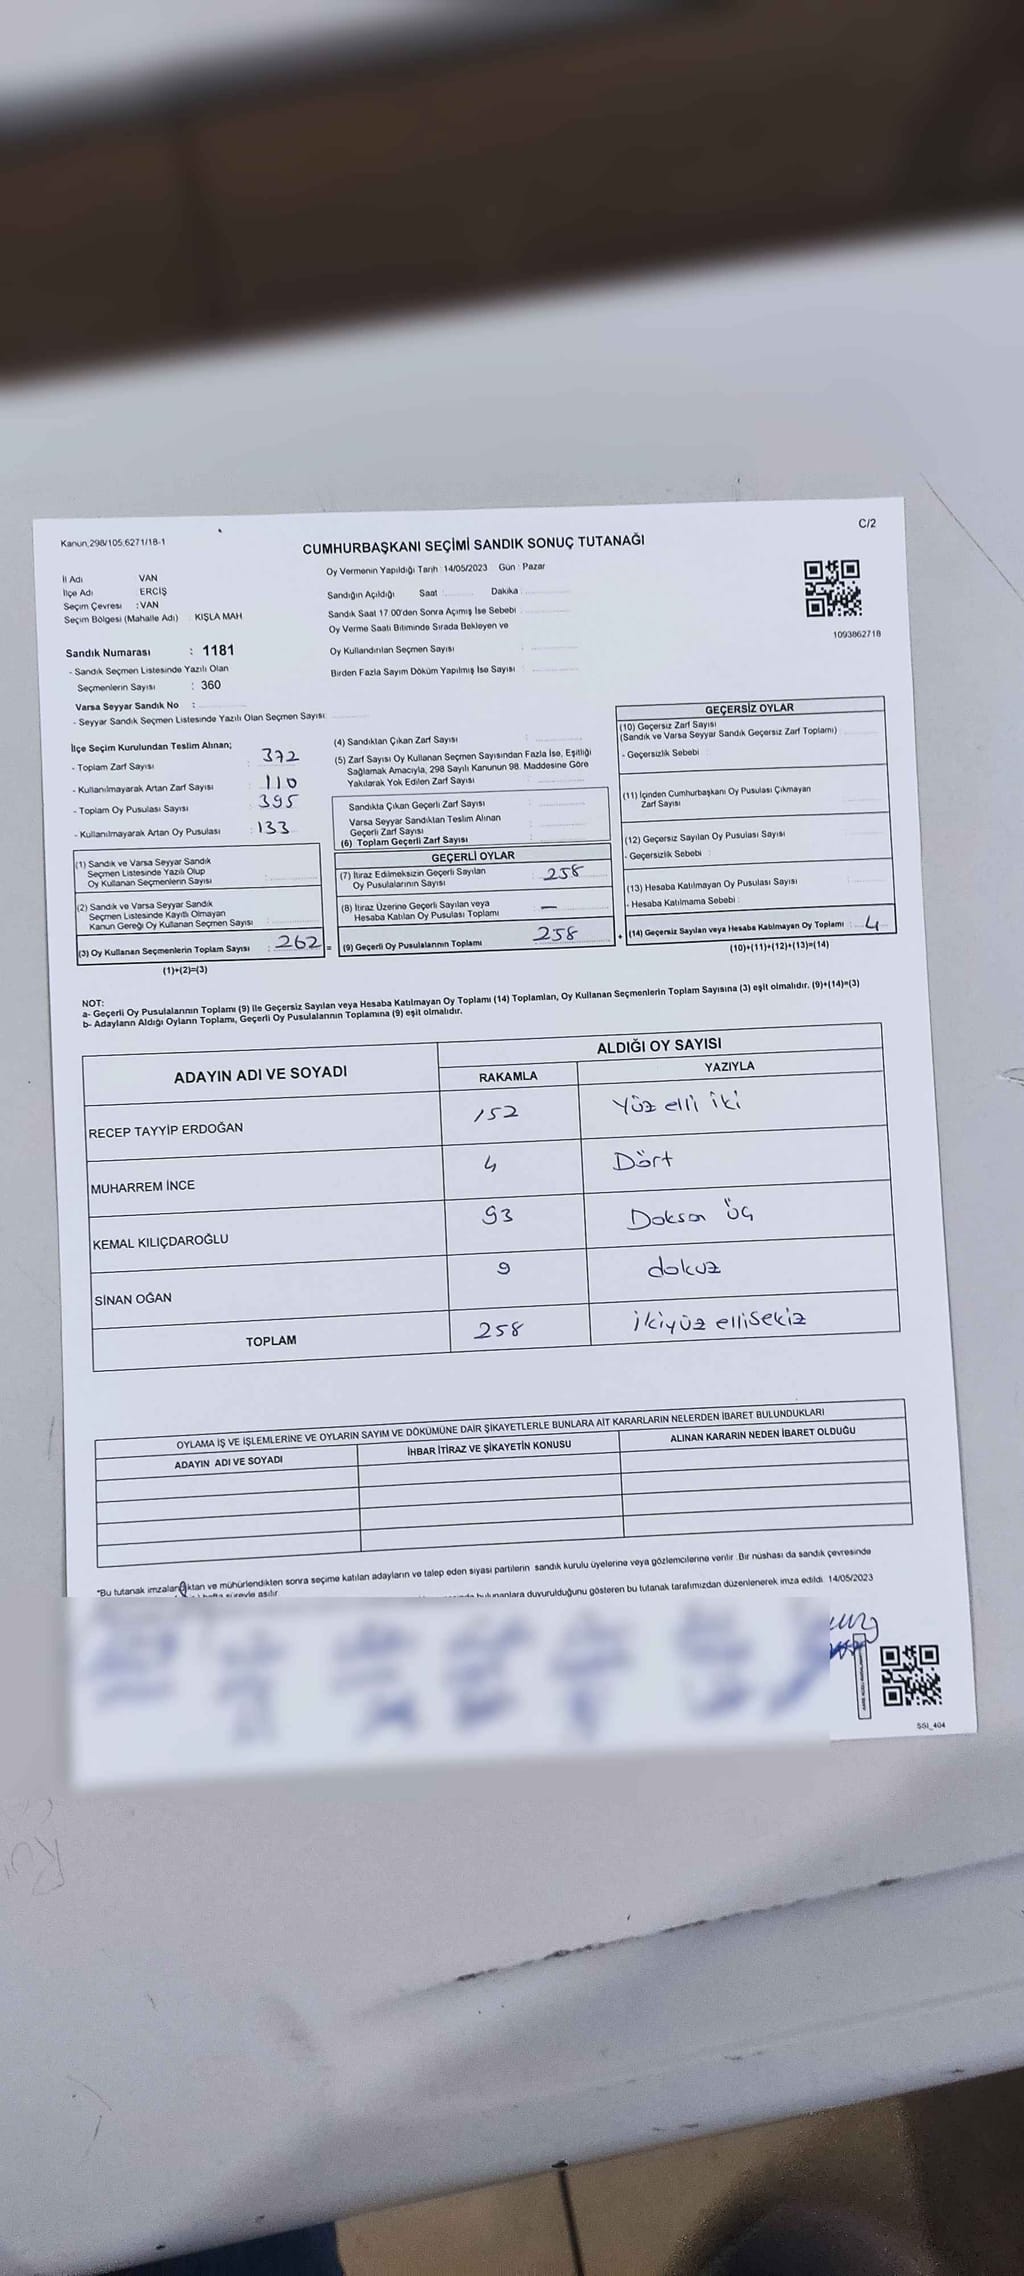 Kanun;298/105;6271/18-1
C/2
CUMHURBAŞKANI SEÇİMİ SANDIK SONUÇ TUTANAĞI
İl Adı VAN
İlçe Adı ERCİŞ
Seçim Çevresi : VAN
Seçim Bölgesi (Mahalle Adı) : KIŞLA MAH
Sandık Numarası : 1181
- Sandık Seçmen Listesinde Yazılı Olan
Seçmenlerin Sayısı : 360
Varsa Seyyar Sandık No :
- Seyyar Sandık Seçmen Listesinde Yazılı Olan Seçmen Sayısı
Oy Vermenin Yapıldığı Tarih : 14/05/2023 Gün : Pazar
Sandığın Açıldığı Saat : Dakika :
Sandık Saat 17 00'den Sonra Açımış İse Sebebi :
Oy Verme Saati Bitiminde Sırada Bekleyen ve
Oy Kullandırılan Seçmen Sayısı :
Birden Fazla Sayım Döküm Yapılmış İse Sayısı :
1093862718
İlçe Seçim Kurulundan Teslim Alınan;
- Toplam Zarf Sayısı : 372
- Kullanılmayarak Artan Zarf Sayısı : 110
- Toplam Oy Pusulası Sayısı : 395
- Kullanılmayarak Artan Oy Pusulası : 133
(1) Sandık ve Varsa Seyyar Sandık
Seçmen Listesinde Yazılı Olup
Oy Kullanan Seçmenlerin Sayısı :
(2) Sandık ve Varsa Seyyar Sandık
Seçmen Listesinde Kayıtlı Olmayan
Kanun Gereği Oy Kullanan Seçmen Sayısı :
(3) Oy Kullanan Seçmenlerin Toplam Sayısı : 262 =
(1)+(2)=(3)
(4) Sandıktan Çıkan Zarf Sayısı :
(5) Zarf Sayısı Oy Kullanan Seçmen Sayısından Fazla İse, Eşitliği
Sağlamak Amacıyla, 298 Sayılı Kanunun 98. Maddesine Göre
Yakılarak Yok Edilen Zarf Sayısı :
Sandıkta Çıkan Geçerli Zarf Sayısı :
Varsa Seyyar Sandıktan Teslim Alınan
Geçerli Zarf Sayısı :
(6) Toplam Geçerli Zarf Sayısı :
GEÇERLİ OYLAR
(7) İtiraz Edilmeksizin Geçerli Sayılan
Oy Pusulalarının Sayısı : 258
(8) İtiraz Üzerine Geçerli Sayılan veya
Hesaba Katılan Oy Pusulası Toplamı : —
(9) Geçerli Oy Pusulalarının Toplamı : 258 +
GEÇERSİZ OYLAR
(10) Geçersiz Zarf Sayısı
(Sandık ve Varsa Seyyar Sandık Geçersiz Zarf Toplamı) :
- Geçersizlik Sebebi :
(11) İçinden Cumhurbaşkanı Oy Pusulası Çıkmayan
Zarf Sayısı :
(12) Geçersiz Sayılan Oy Pusulası Sayısı :
- Geçersizlik Sebebi :
(13) Hesaba Katılmayan Oy Pusulası Sayısı :
- Hesaba Katılmama Sebebi :
(14) Geçersiz Sayılan veya Hesaba Katılmayan Oy Toplamı : 4
(10)+(11)+(12)+(13)=(14)
NOT:
a- Geçerli Oy Pusulalarının Toplamı (9) ile Geçersiz Sayılan veya Hesaba Katılmayan Oy Toplamı (14) Toplamları, Oy Kullanan Seçmenlerin Toplam Sayısına (3) eşit olmalıdır. (9)+(14)=(3)
b- Adayların Aldığı Oyların Toplamı, Geçerli Oy Pusulalarının Toplamına (9) eşit olmalıdır.
ADAYIN ADI VE SOYADI ALDIĞI OY SAYISI
RAKAMLA YAZIYLA
RECEP TAYYİP ERDOĞAN 152 Yüz elli iki
MUHARREM İNCE 4 Dört
KEMAL KILIÇDAROĞLU 93 Doksan üç
SİNAN OĞAN 9 dokuz
TOPLAM 258 ikiyüz ellisekiz
OYLAMA İŞ VE İŞLEMLERİNE VE OYLARIN SAYIM VE DÖKÜMÜNE DAİR ŞİKAYETLERLE BUNLARA AİT KARARLARIN NELERDEN İBARET BULUNDUKLARI
ADAYIN ADI VE SOYADI İHBAR İTİRAZ VE ŞİKAYETİN KONUSU ALINAN KARARIN NEDEN İBARET OLDUĞU
"Bu tutanak imzalandıktan ve mühürlendikten sonra seçime katılan adayların ve talep eden siyasi partilerin sandık kurulu üyelerine veya gözlemcilerine verilir. Bir nüshası da sandık çevresinde
hafta süreyle asılır
bulunanlara duyurulduğunu gösteren bu tutanak tarafımızdan düzenlenerek imza edildi. 14/05/2023
SSI_404